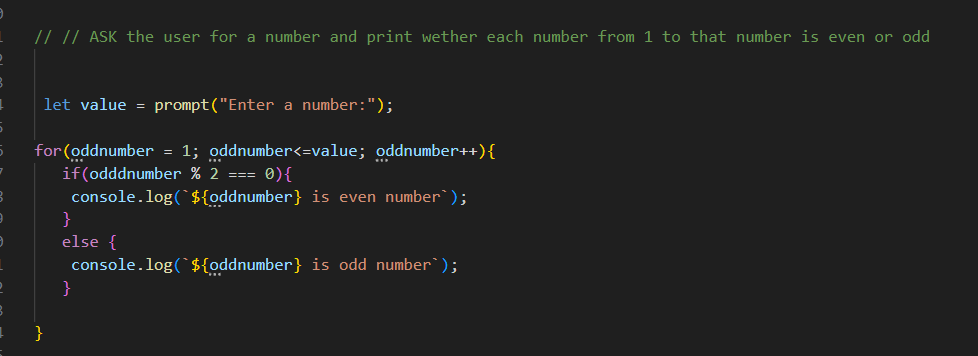 // // ASK the user for a number and print wether each number from 1 to that number is even or odd
let value = prompt("Enter a number:");
for(oddnumber = 1; oddnumber<=value; oddnumber++){
if(odddnumber % 2 === 0){
console.log(`${oddnumber} is even number`);
}
else {
console.log(`${oddnumber} is odd number`);
}
}